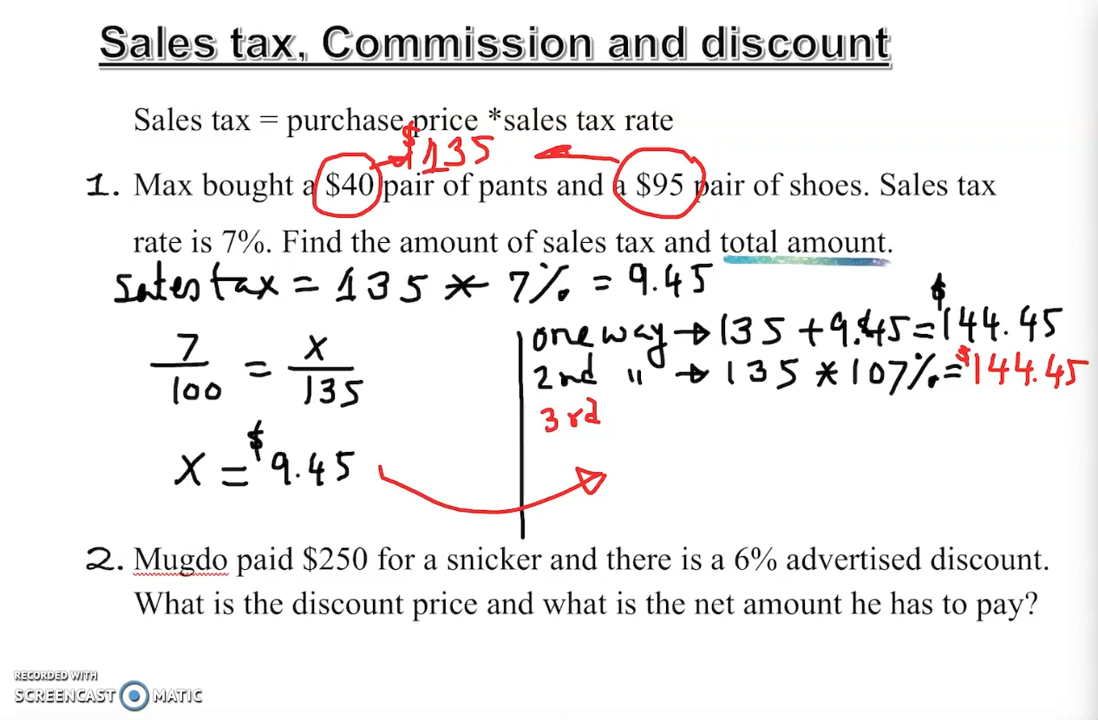 Sales tax, Commission and discount
Sales tax = purchase price *sales tax rate
$135
1. Max bought a $40 pair of pants and a $95 pair of shoes. Sales tax
rate is 7%. Find the amount of sales tax and total amount.
Sales tax = 135 * 7% = 9.45
7/100 = x/135
x = $9.45
one way → 135 + 9.45 = $144.45
2nd " → 135 * 107% = $144.45
3rd
2. Mugdo paid $250 for a snicker and there is a 6% advertised discount.
What is the discount price and what is the net amount he has to pay?
RECORDED WITH
SCREENCAST MATIC